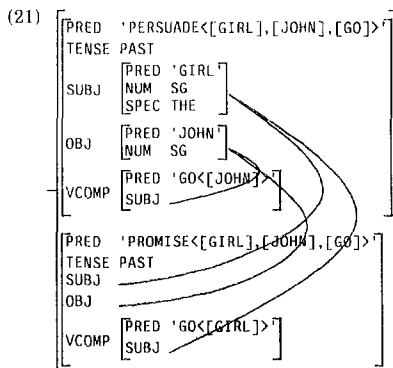 (21)
PRED 'PERSUADE<[GIRL],[JOHN],[GO]>'
TENSE PAST
SUBJ PRED 'GIRL'
NUM SG
SPEC THE
OBJ PRED 'JOHN'
NUM SG
VCOMP PRED 'GO<[JOHN]>'
SUBJ
PRED 'PROMISE<[GIRL],[JOHN],[GO]>'
TENSE PAST
SUBJ
OBJ
VCOMP PRED 'GO<[GIRL]>'
SUBJ